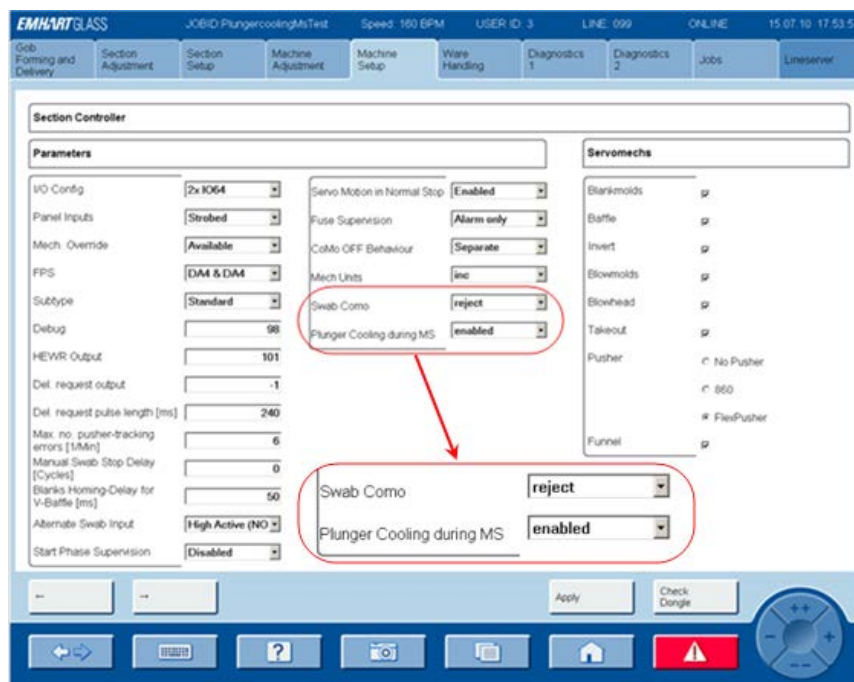 EMHART GLASS JOBID PlungercoolingMsTest Speed: 160 BPM USER ID: 3 LINE: 099 ONLINE 15.07.10 17:53:5
Gob Forming and Delivery
Section Adjustment
Section Setup
Machine Adjustment
Machine Setup
Ware Handling
Diagnostics 1
Diagnostics 2
Jobs
Lineserver
Section Controller
Parameters
I/O Config 2x IO64
Panel Inputs Strobed
Mech. Override Available
FPS DA4 & DA4
Subtype Standard
Debug 98
HEWR Output 101
Del. request output -1
Del. request pulse length [ms] 240
Max. no. pusher-tracking
errors [1/Min] 6
Manual Swab Stop Delay
[Cycles] 0
Blanks Homing-Delay for
V-Baffle [ms] 50
Alternate Swab Input High Active (NO
Start Phase Supervision Disabled
Servo Motion in Normal Stop Enabled
Fuse Supervision Alarm only
CoMo OFF Behaviour Separate
Mech Units inc
Swab Como reject
Plunger Cooling during MS enabled
Swab Como reject
Plunger Cooling during MS enabled
Servomechs
Blankmolds
Baffle
Invert
Blowmolds
Blowhead
Takeout
Pusher No Pusher
860
FlexPusher
Funnel
Apply
Check
Dongle
?
++
- +
--